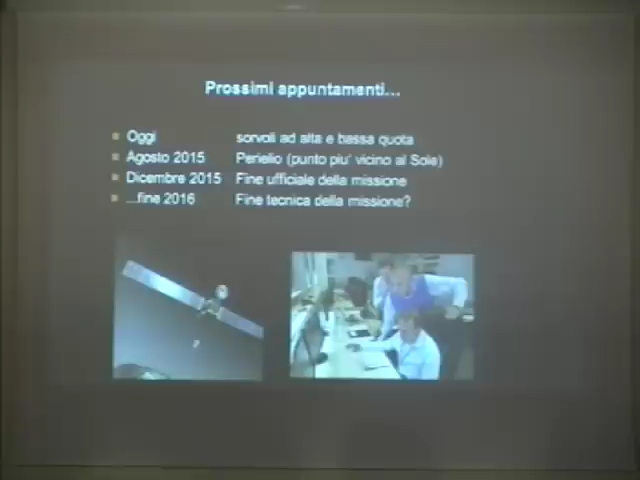 Prossimi appuntamenti...
Oggi sorvoli ad alta e bassa quota
Agosto 2015 Perielio (punto piu' vicino al Sole)
Dicembre 2015 Fine ufficiale della missione
...fine 2016 Fine tecnica della missione?